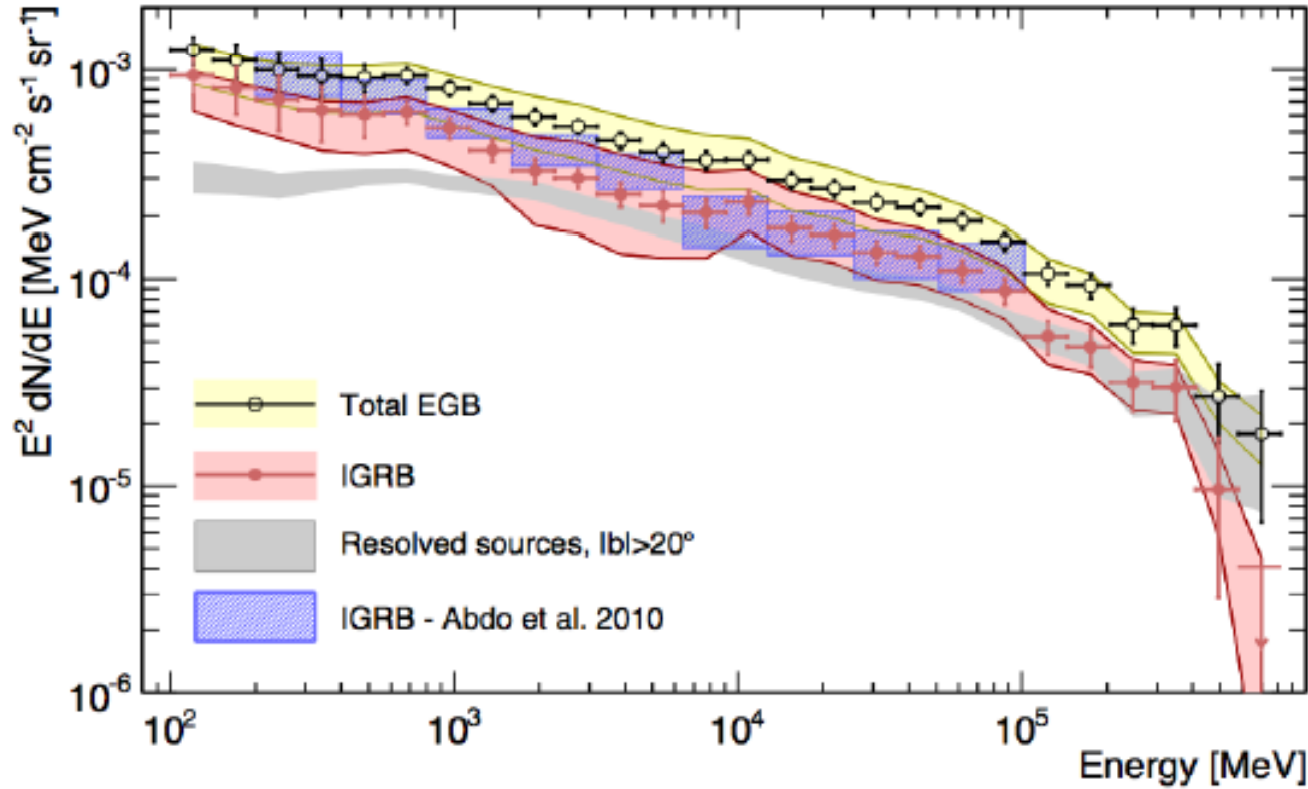 E² dN/dE [MeV cm⁻² s⁻¹ sr⁻¹]
10⁻³
10⁻⁴
10⁻⁵
10⁻⁶
Total EGB
IGRB
Resolved sources, |b|>20°
IGRB - Abdo et al. 2010
10² 10³ 10⁴ 10⁵
Energy [MeV]